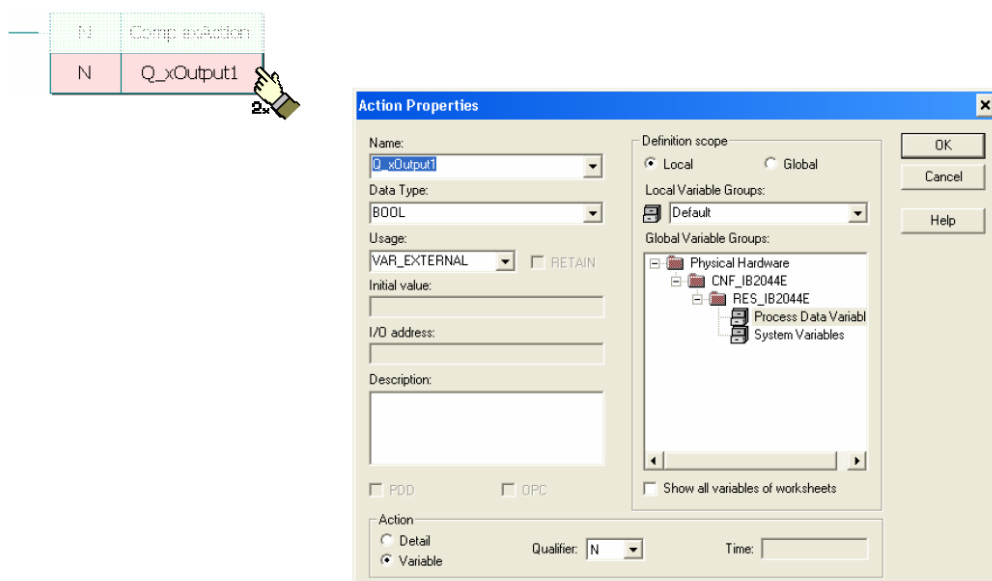 N
N Q_xOutput1
2x
Action Properties
Name:
Q_xOutput1
Data Type:
BOOL
Usage:
VAR_EXTERNAL RETAIN
Initial value:
I/O address:
Description:
PDD OPC
Definition scope
Local Global
Local Variable Groups:
Default
Global Variable Groups:
Physical Hardware
CNF_IB2044E
RES_IB2044E
Process Data Variabl
System Variables
Show all variables of worksheets
OK
Cancel
Help
Action
Detail
Variable
Qualifier: N Time: